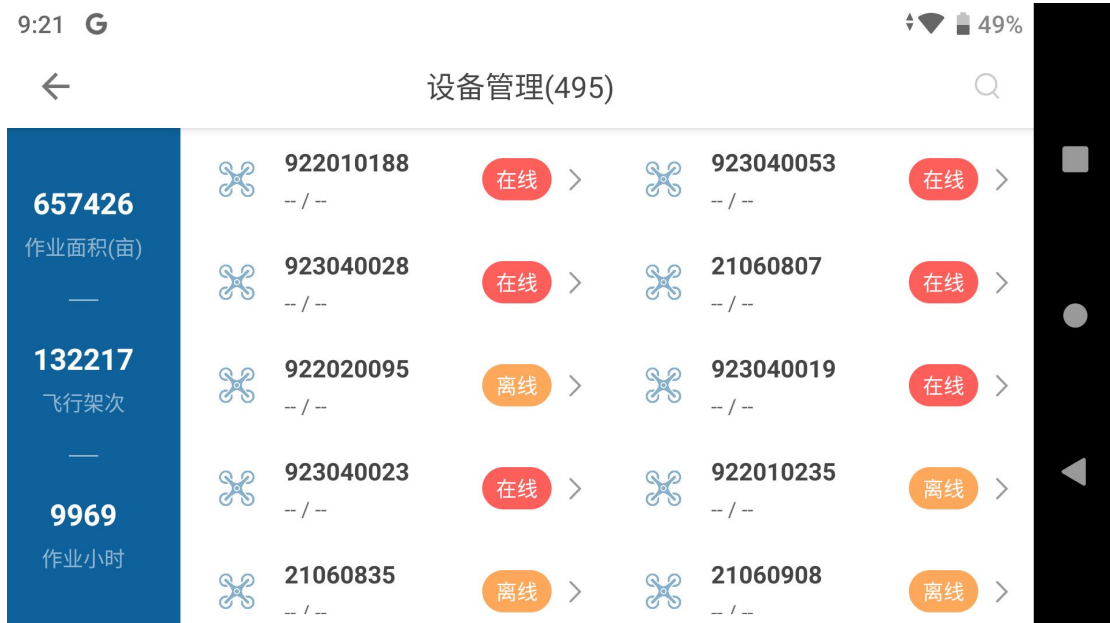 9:21 G 49%
设备管理(495)
657426
作业面积(亩)
132217
飞行架次
9969
作业小时
922010188 在线
-- / --
923040053 在线
-- / --
923040028 在线
-- / --
21060807 在线
-- / --
922020095 离线
-- / --
923040019 在线
-- / --
923040023 在线
-- / --
922010235 离线
-- / --
21060835 离线
-- / --
21060908 离线
-- / --